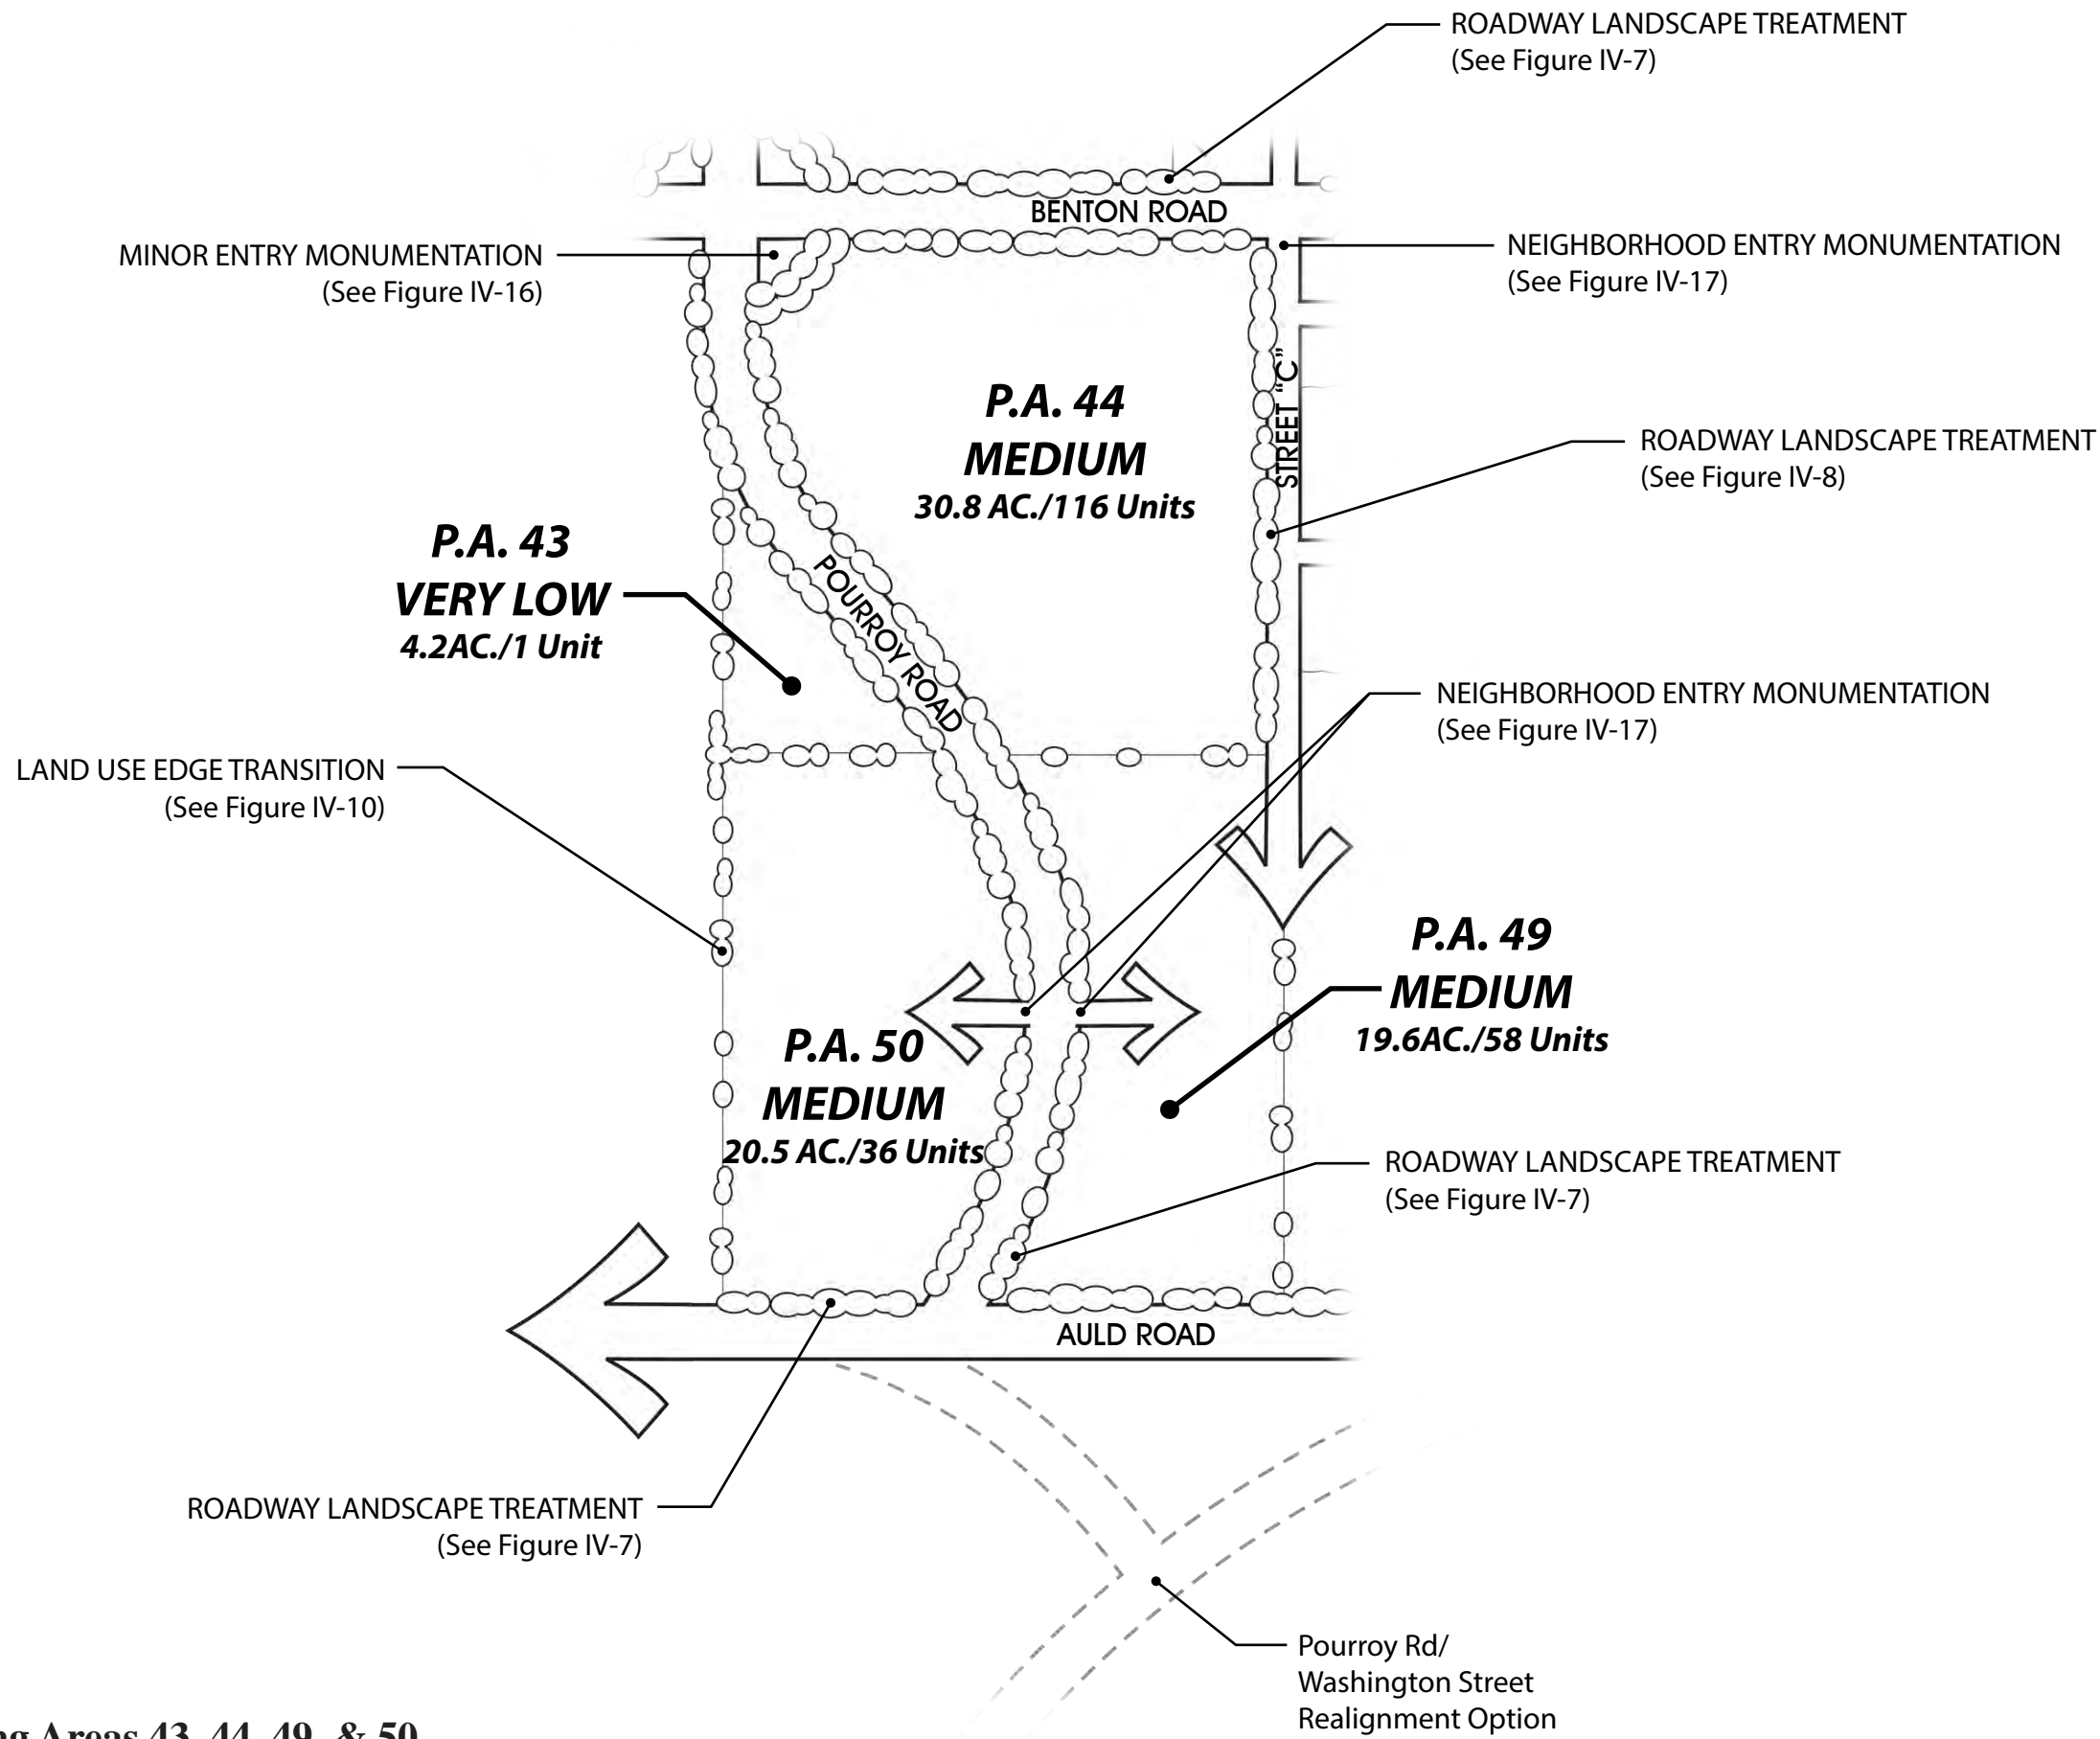 ROADWAY LANDSCAPE TREATMENT
(See Figure IV-7)
BENTON ROAD
MINOR ENTRY MONUMENTATION
(See Figure IV-16)
NEIGHBORHOOD ENTRY MONUMENTATION
(See Figure IV-17)
STREET "C"
P.A. 44
MEDIUM
30.8 AC./116 Units
ROADWAY LANDSCAPE TREATMENT
(See Figure IV-8)
P.A. 43
VERY LOW
4.2AC./1 Unit
POURROY ROAD
NEIGHBORHOOD ENTRY MONUMENTATION
(See Figure IV-17)
LAND USE EDGE TRANSITION
(See Figure IV-10)
P.A. 49
MEDIUM
19.6AC./58 Units
P.A. 50
MEDIUM
20.5 AC./36 Units
ROADWAY LANDSCAPE TREATMENT
(See Figure IV-7)
AULD ROAD
ROADWAY LANDSCAPE TREATMENT
(See Figure IV-7)
Pourroy Rd/
Washington Street
Realignment Option
Areas 43, 44, 49, & 50